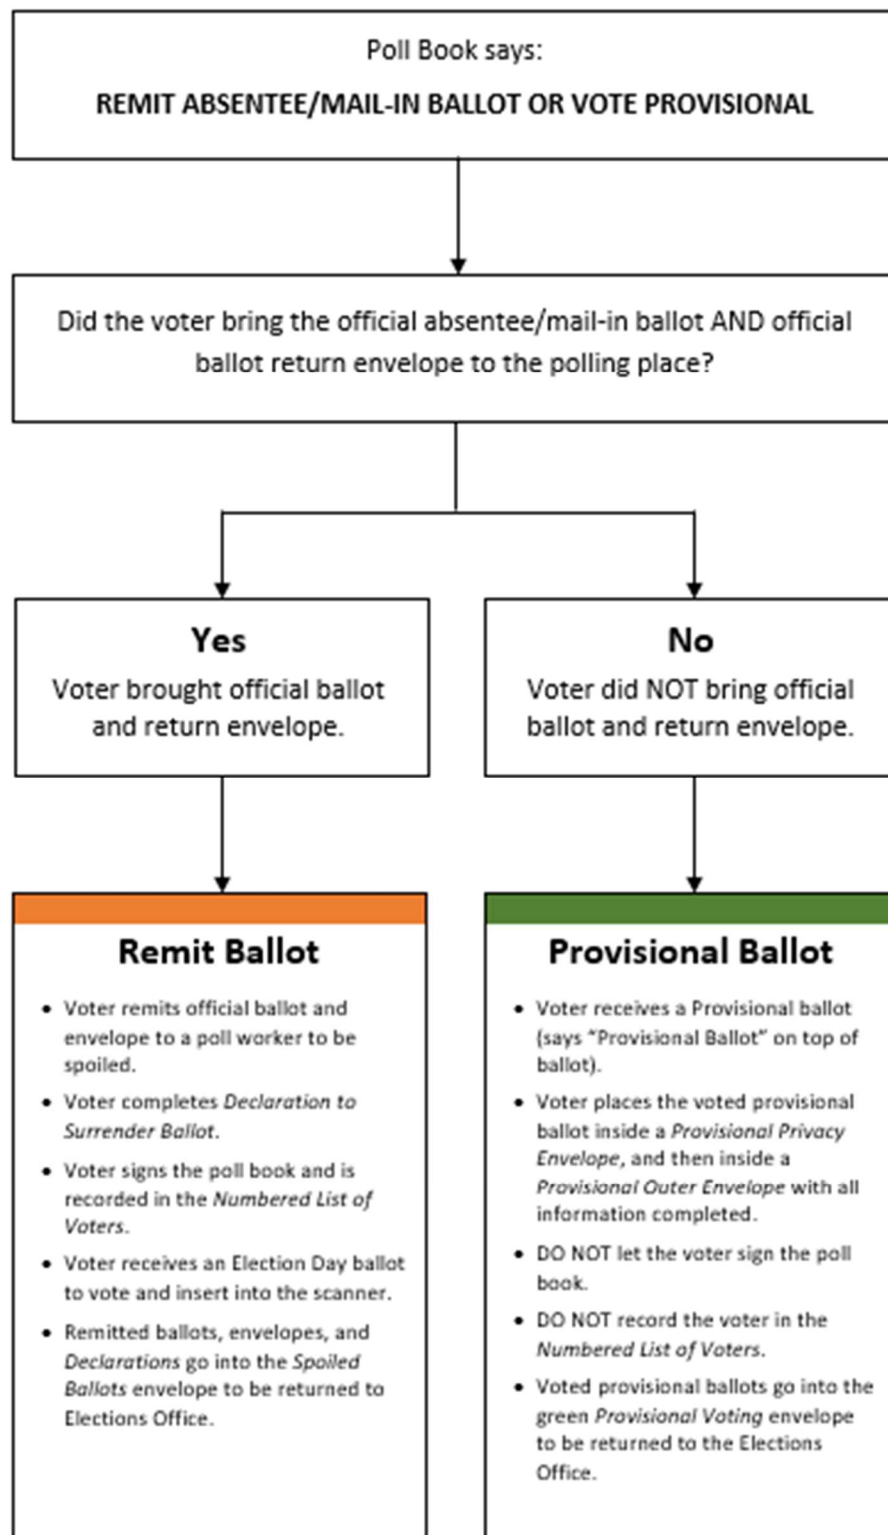 Poll Book says:
REMIT ABSENTEE/MAIL-IN BALLOT OR VOTE PROVISIONAL
Did the voter bring the official absentee/mail-in ballot AND official
ballot return envelope to the polling place?
Yes
Voter brought official ballot
and return envelope.
No
Voter did NOT bring official
ballot and return envelope.
Remit Ballot
• Voter remits official ballot and
envelope to a poll worker to be
spoiled.
• Voter completes Declaration to
Surrender Ballot.
• Voter signs the poll book and is
recorded in the Numbered List of
Voters.
• Voter receives an Election Day ballot
to vote and insert into the scanner.
• Remitted ballots, envelopes, and
Declarations go into the Spoiled
Ballots envelope to be returned to
Elections Office.
Provisional Ballot
• Voter receives a Provisional ballot
(says “Provisional Ballot” on top of
ballot).
• Voter places the voted provisional
ballot inside a Provisional Privacy
Envelope, and then inside a
Provisional Outer Envelope with all
information completed.
• DO NOT let the voter sign the poll
book.
• DO NOT record the voter in the
Numbered List of Voters.
• Voted provisional ballots go into the
green Provisional Voting envelope
to be returned to the Elections
Office.